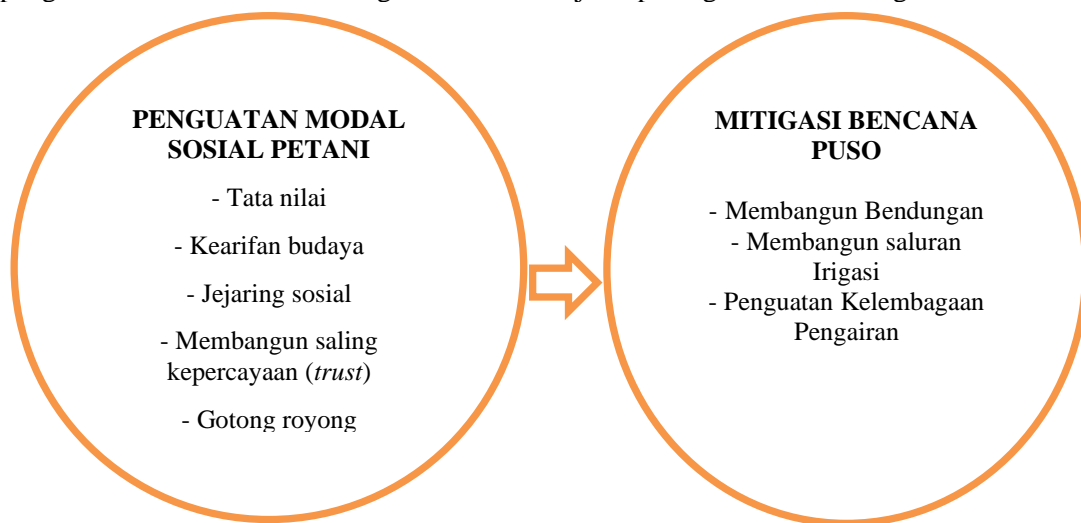 PENGUATAN MODAL
SOSIAL PETANI
- Tata nilai
- Kearifan budaya
- Jejaring sosial
- Membangun saling
kepercayaan (trust)
- Gotong royong
MITIGASI BENCANA
PUSO
- Membangun Bendungan
- Membangun saluran
Irigasi
- Penguatan Kelembagaan
Pengairan